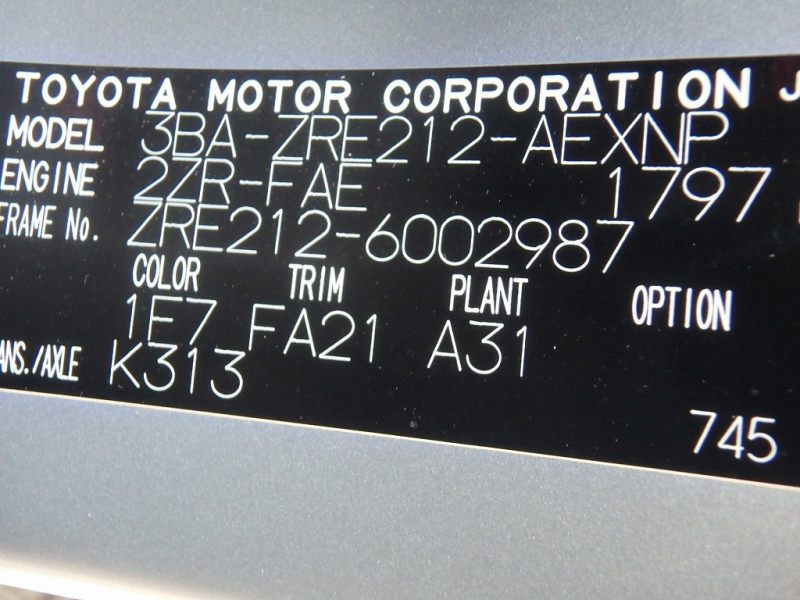 TOYOTA MOTOR CORPORATION J
MODEL 3BA-ZRE212-AEXNP
ENGINE 2ZR-FAE 1797
FRAME No. ZRE212-6002987
COLOR TRIM PLANT OPTION
1F7 FA21 A31
ANS./AXLE K313
745